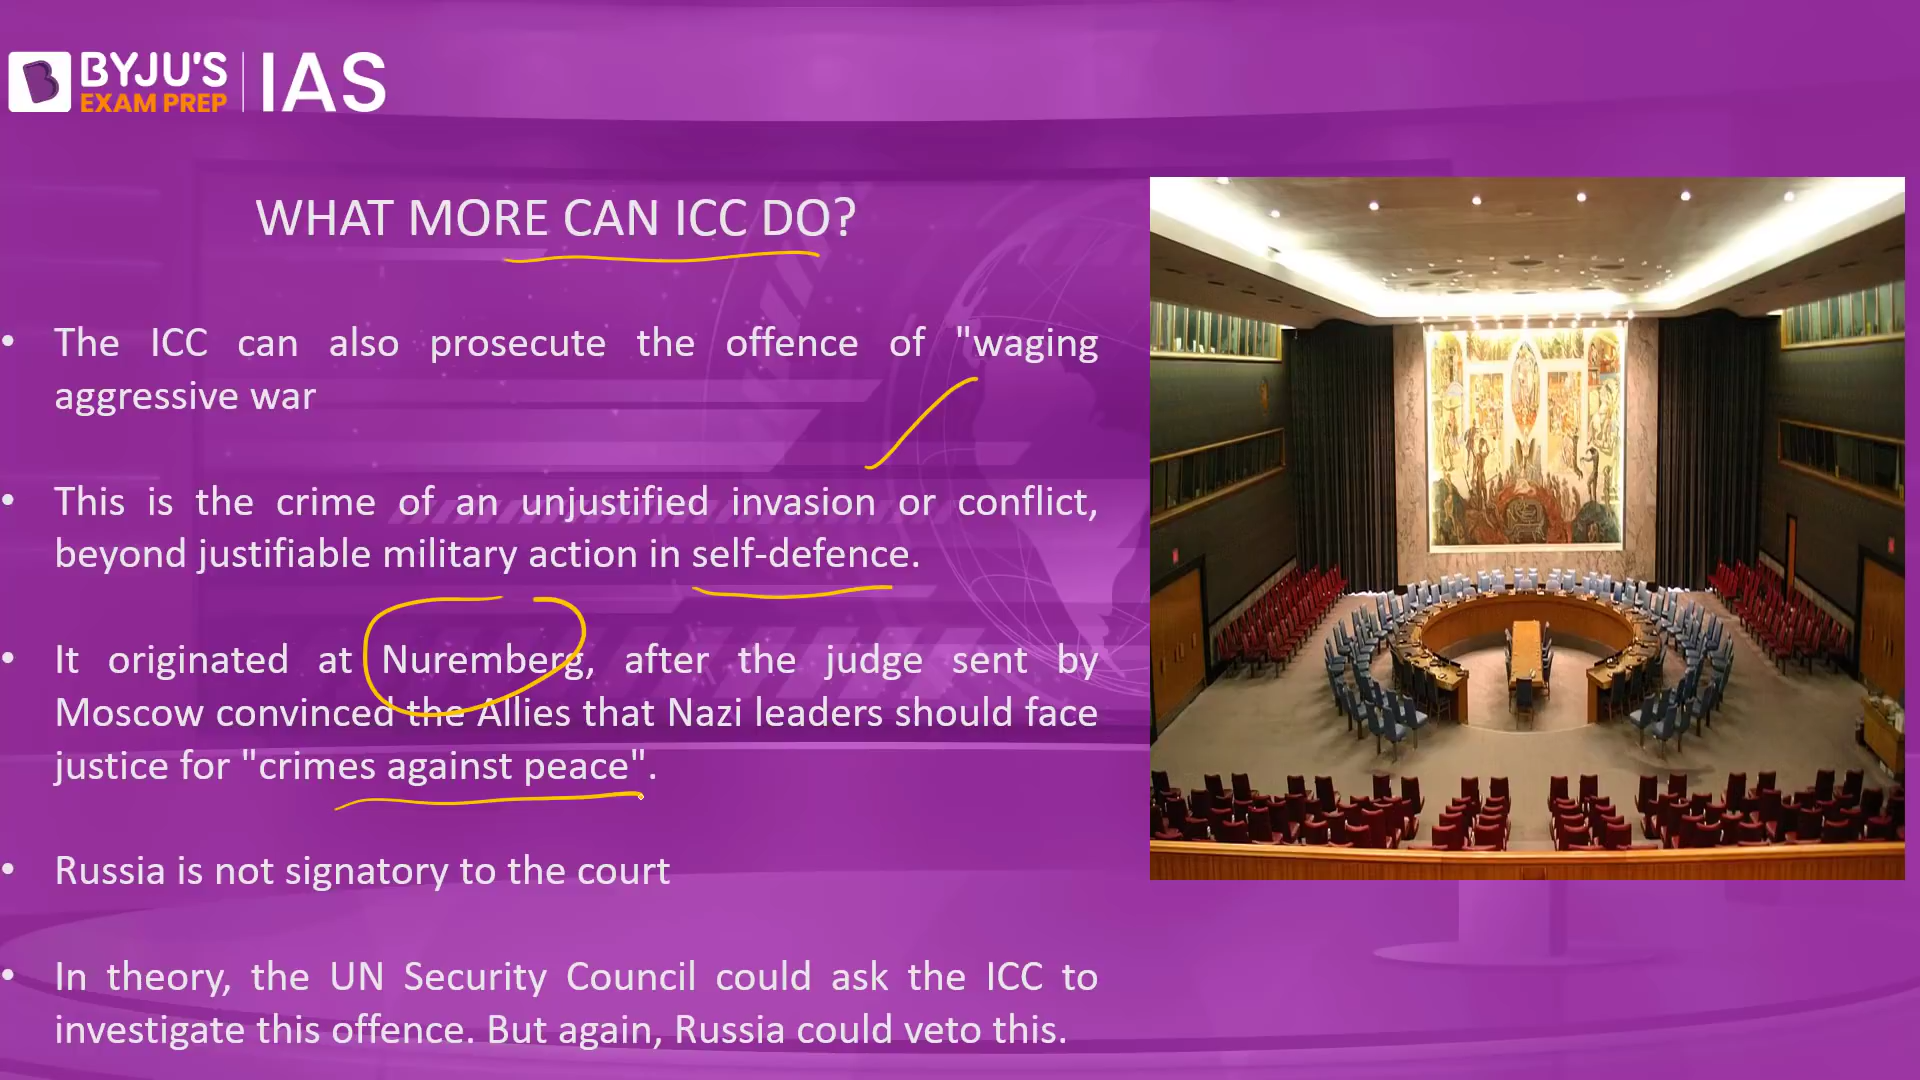 BYJU'S
EXAM PREP
IAS
WHAT MORE CAN ICC DO?
• The ICC can also prosecute the offence of "waging
aggressive war
• This is the crime of an unjustified invasion or conflict,
beyond justifiable military action in self-defence.
• It originated at Nuremberg, after the judge sent by
Moscow convinced the Allies that Nazi leaders should face
justice for "crimes against peace".
• Russia is not signatory to the court
• In theory, the UN Security Council could ask the ICC to
investigate this offence. But again, Russia could veto this.